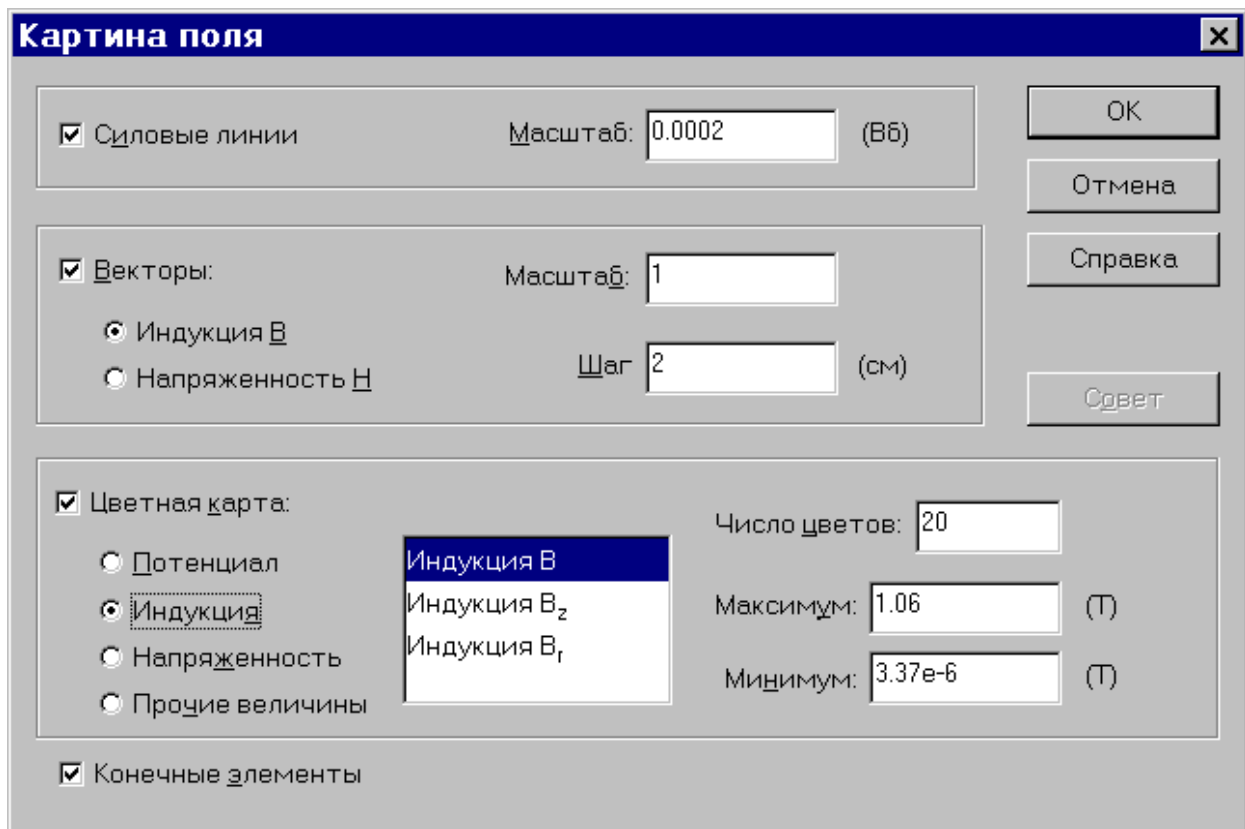 Картина поля
Силовые линии
Масштаб: 0.0002 (Вб)
OK
Отмена
Справка
Векторы:
Масштаб: 1
Индукция B
Напряженность H
Шаг 2 (см)
Совет
Цветная карта:
Потенциал
Индукция
Напряженность
Прочие величины
Индукция B
Индукция Bz
Индукция Br
Число цветов: 20
Максимум: 1.06 (Т)
Минимум: 3.37e-6 (Т)
Конечные элементы